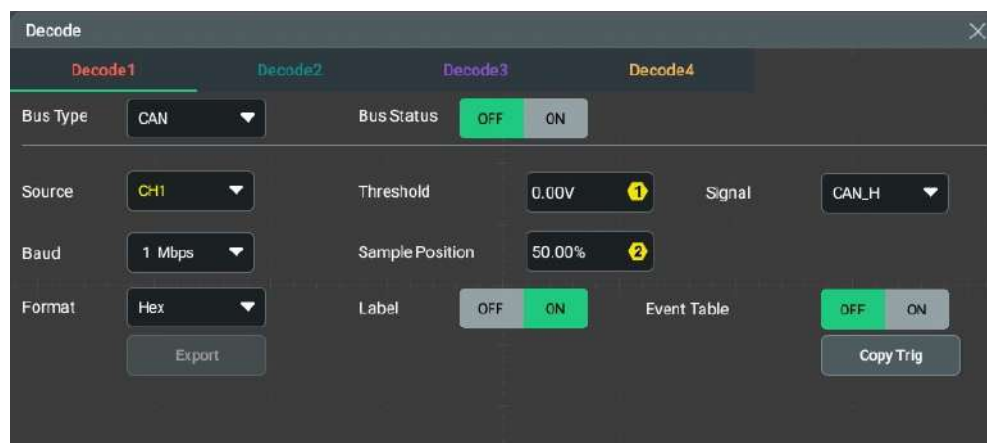 Decode
Decode1 Decode2 Decode3 Decode4
Bus Type CAN Bus Status OFF ON
Source CH1 Threshold 0.00V 1 Signal CAN_H
Baud 1 Mbps Sample Position 50.00% 2
Format Hex Label OFF ON Event Table OFF ON
Export Copy Trig